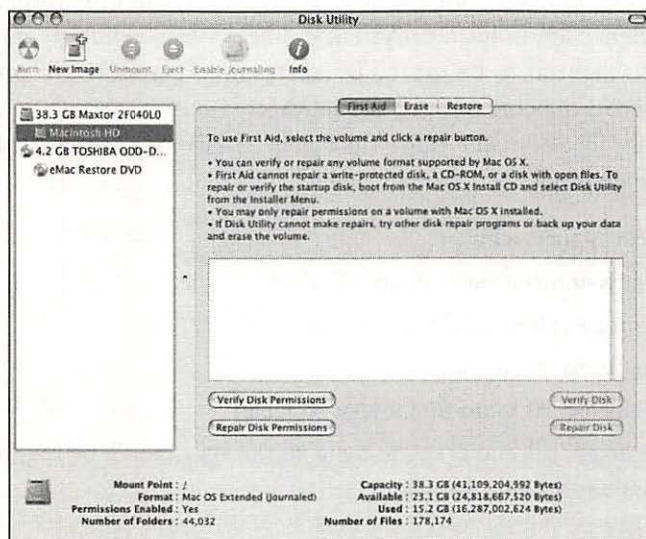 Disk Utility
Burn New Image Unmount Eject Enable Journaling Info
38.3 GB Maxtor 2F040L0
Macintosh HD
4.2 GB TOSHIBA ODD-D...
eMac Restore DVD
First Aid Erase Restore
To use First Aid, select the volume and click a repair button.
• You can verify or repair any volume format supported by Mac OS X.
• First Aid cannot repair a write-protected disk, a CD-ROM, or a disk with open files. To
repair or verify the startup disk, boot from the Mac OS X Install CD and select Disk Utility
from the Installer Menu.
• You may only repair permissions on a volume with Mac OS X installed.
• If Disk Utility cannot make repairs, try other disk repair programs or back up your data
and erase the volume.
Verify Disk Permissions Verify Disk
Repair Disk Permissions Repair Disk
Mount Point : / Capacity : 38.3 GB (41,109,204,992 Bytes)
Format : Mac OS Extended (Journaled) Available : 23.1 GB (24,818,667,520 Bytes)
Permissions Enabled : Yes Used : 15.2 GB (16,287,002,624 Bytes)
Number of Folders : 44,032 Number of Files : 178,174